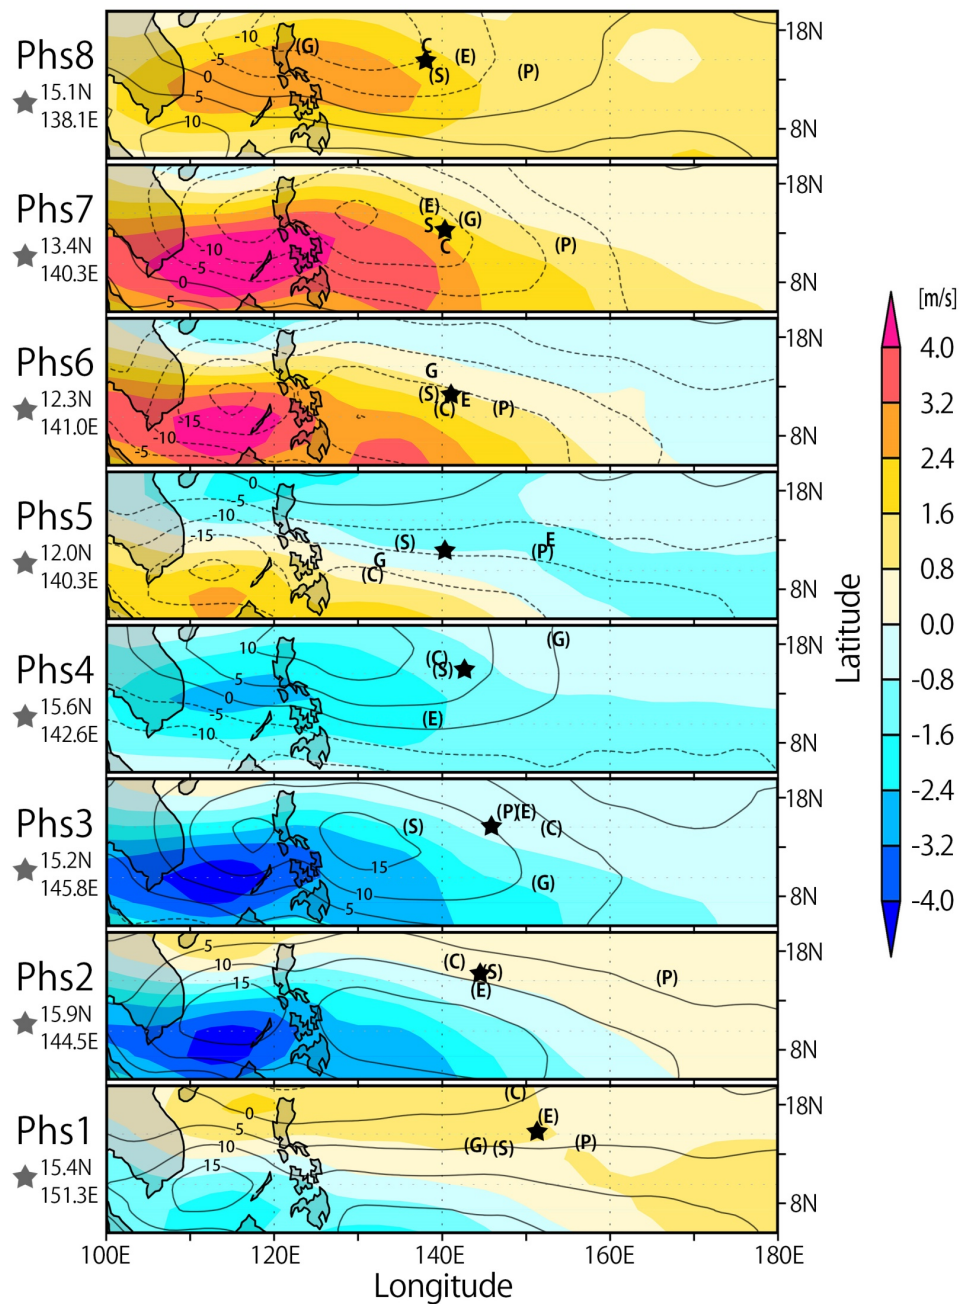 Phs8
15.1N
138.1E
-10
-5
0
5
10
(G)
C
(E)
(S)
(P)
18N
8N
Phs7
13.4N
140.3E
-10
-5
0
5
(E)
S
(G)
C
(P)
18N
8N
Phs6
12.3N
141.0E
-15
-10
-5
G
(S)
E
(C)
(P)
18N
8N
Phs5
12.0N
140.3E
0
-5
-10
-15
(S)
E
(P)
G
(C)
18N
8N
Phs4
15.6N
142.6E
10
5
0
-5
-10
(G)
(C)
(S)
(E)
18N
8N
Phs3
15.2N
145.8E
15
10
5
(S)
(P)
(E)
(C)
(G)
18N
8N
Phs2
15.9N
144.5E
5
10
15
(C)
(S)
(E)
(P)
18N
8N
Phs1
15.4N
151.3E
0
5
10
15
(C)
(E)
(G)
(S)
(P)
18N
8N
100E 120E 140E 160E 180E
Longitude
Latitude
[m/s]
4.0
3.2
2.4
1.6
0.8
0.0
-0.8
-1.6
-2.4
-3.2
-4.0